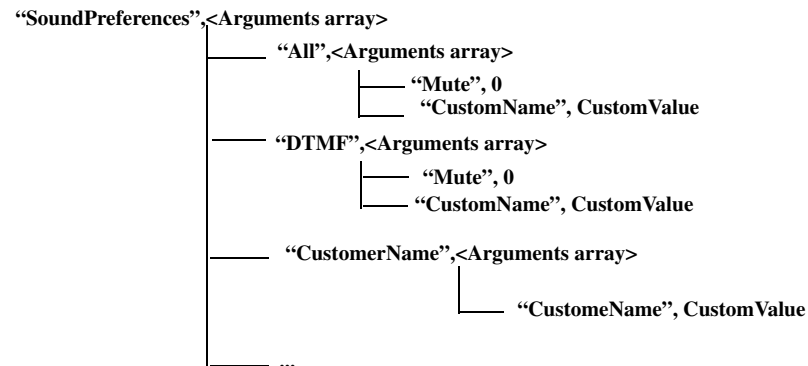 “SoundPreferences”,<Arguments array>
“All”,<Arguments array>
“Mute”, 0
“CustomName”, CustomValue
“DTMF”,<Arguments array>
“Mute”, 0
“CustomName”, CustomValue
“CustomerName”,<Arguments array>
“CustomeName”, CustomValue
...